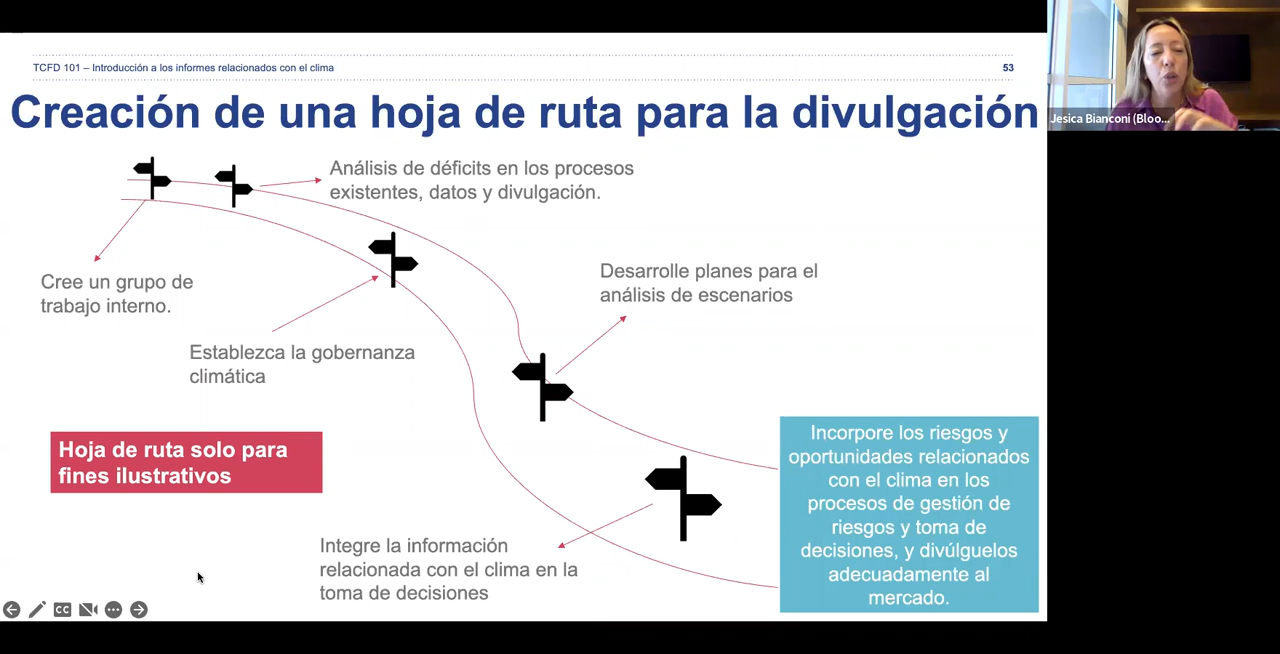 TCFD 101 – Introducción a los informes relacionados con el clima
53
Creación de una hoja de ruta para la divulgación
Análisis de déficits en los procesos
existentes, datos y divulgación.
Cree un grupo de
trabajo interno.
Desarrolle planes para el
análisis de escenarios
Establezca la gobernanza
climática
Hoja de ruta solo para
fines ilustrativos
Incorpore los riesgos y
oportunidades relacionados
con el clima en los
procesos de gestión de
riesgos y toma de
decisiones, y divúlguelos
adecuadamente al
mercado.
Integre la información
relacionada con el clima en la
toma de decisiones
CC
Jesica Bianconi (Bloo...